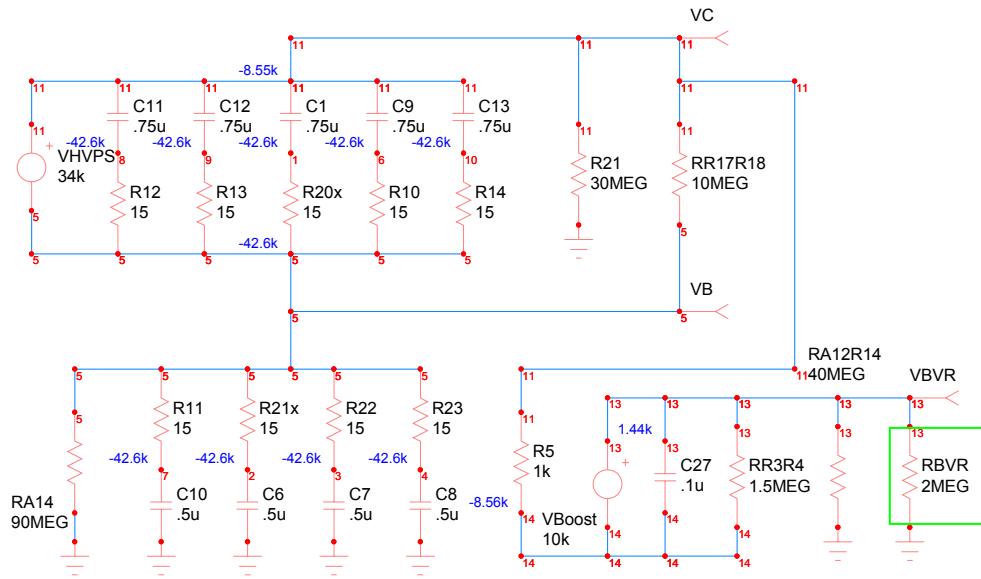 VC
11 11 11
-8.55k
11 11 11 11 11 11 11 11
C11 .75u
C12 .75u
C1 .75u
C9 .75u
C13 .75u
11 11 11
-42.6k -42.6k -42.6k -42.6k -42.6k
+
VHVPS
34k
8 9 1 6 10
R12 15
R13 15
R20x 15
R10 15
R14 15
R21
30MEG
RR17R18
10MEG
5
-42.6k
5 5 5 5 5 5
VB
5 5
5 5 5 5 5
RA12R14
40MEG
11 11
VBVR
5
R11 15
R21x 15
R22 15
R23 15
11
13 13 13 13 13
13 13
1.44k
+
-42.6k -42.6k -42.6k -42.6k
7 2 3 4
R5
1k
C27
.1u
RR3R4
1.5MEG
RBVR
2MEG
RA14
90MEG
C10 .5u
C6 .5u
C7 .5u
C8 .5u
-8.56k
VBoost
10k
14
14 14 14 14